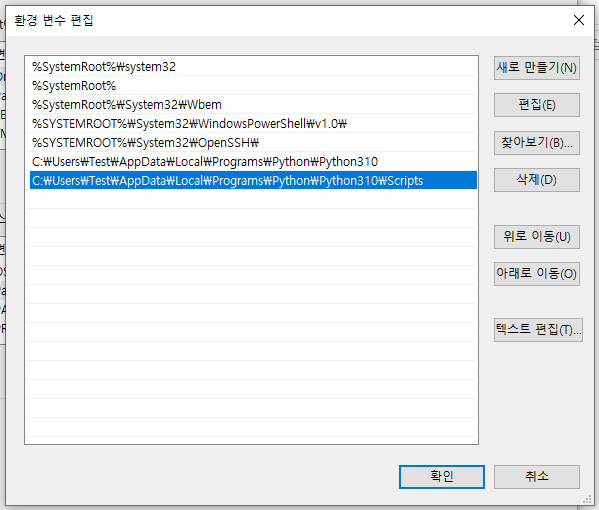 환경 변수 편집
%SystemRoot%₩system32
%SystemRoot%
%SystemRoot%₩System32₩Wbem
%SYSTEMROOT%₩System32₩WindowsPowerShell₩v1.0₩
%SYSTEMROOT%₩System32₩OpenSSH₩
C:₩Users₩Test₩AppData₩Local₩Programs₩Python₩Python310
C:₩Users₩Test₩AppData₩Local₩Programs₩Python₩Python310₩Scripts
새로 만들기(N)
편집(E)
찾아보기(B)...
삭제(D)
위로 이동(U)
아래로 이동(O)
텍스트 편집(T)...
확인
취소